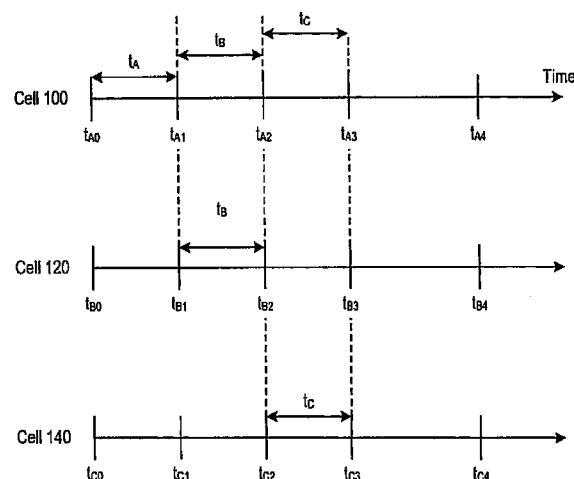 tC
tB
tA
Time
Cell 100
tA0 tA1 tA2 tA3 tA4
tB
Cell 120
tB0 tB1 tB2 tB3 tB4
tC
Cell 140
tC0 tC1 tC2 tC3 tC4